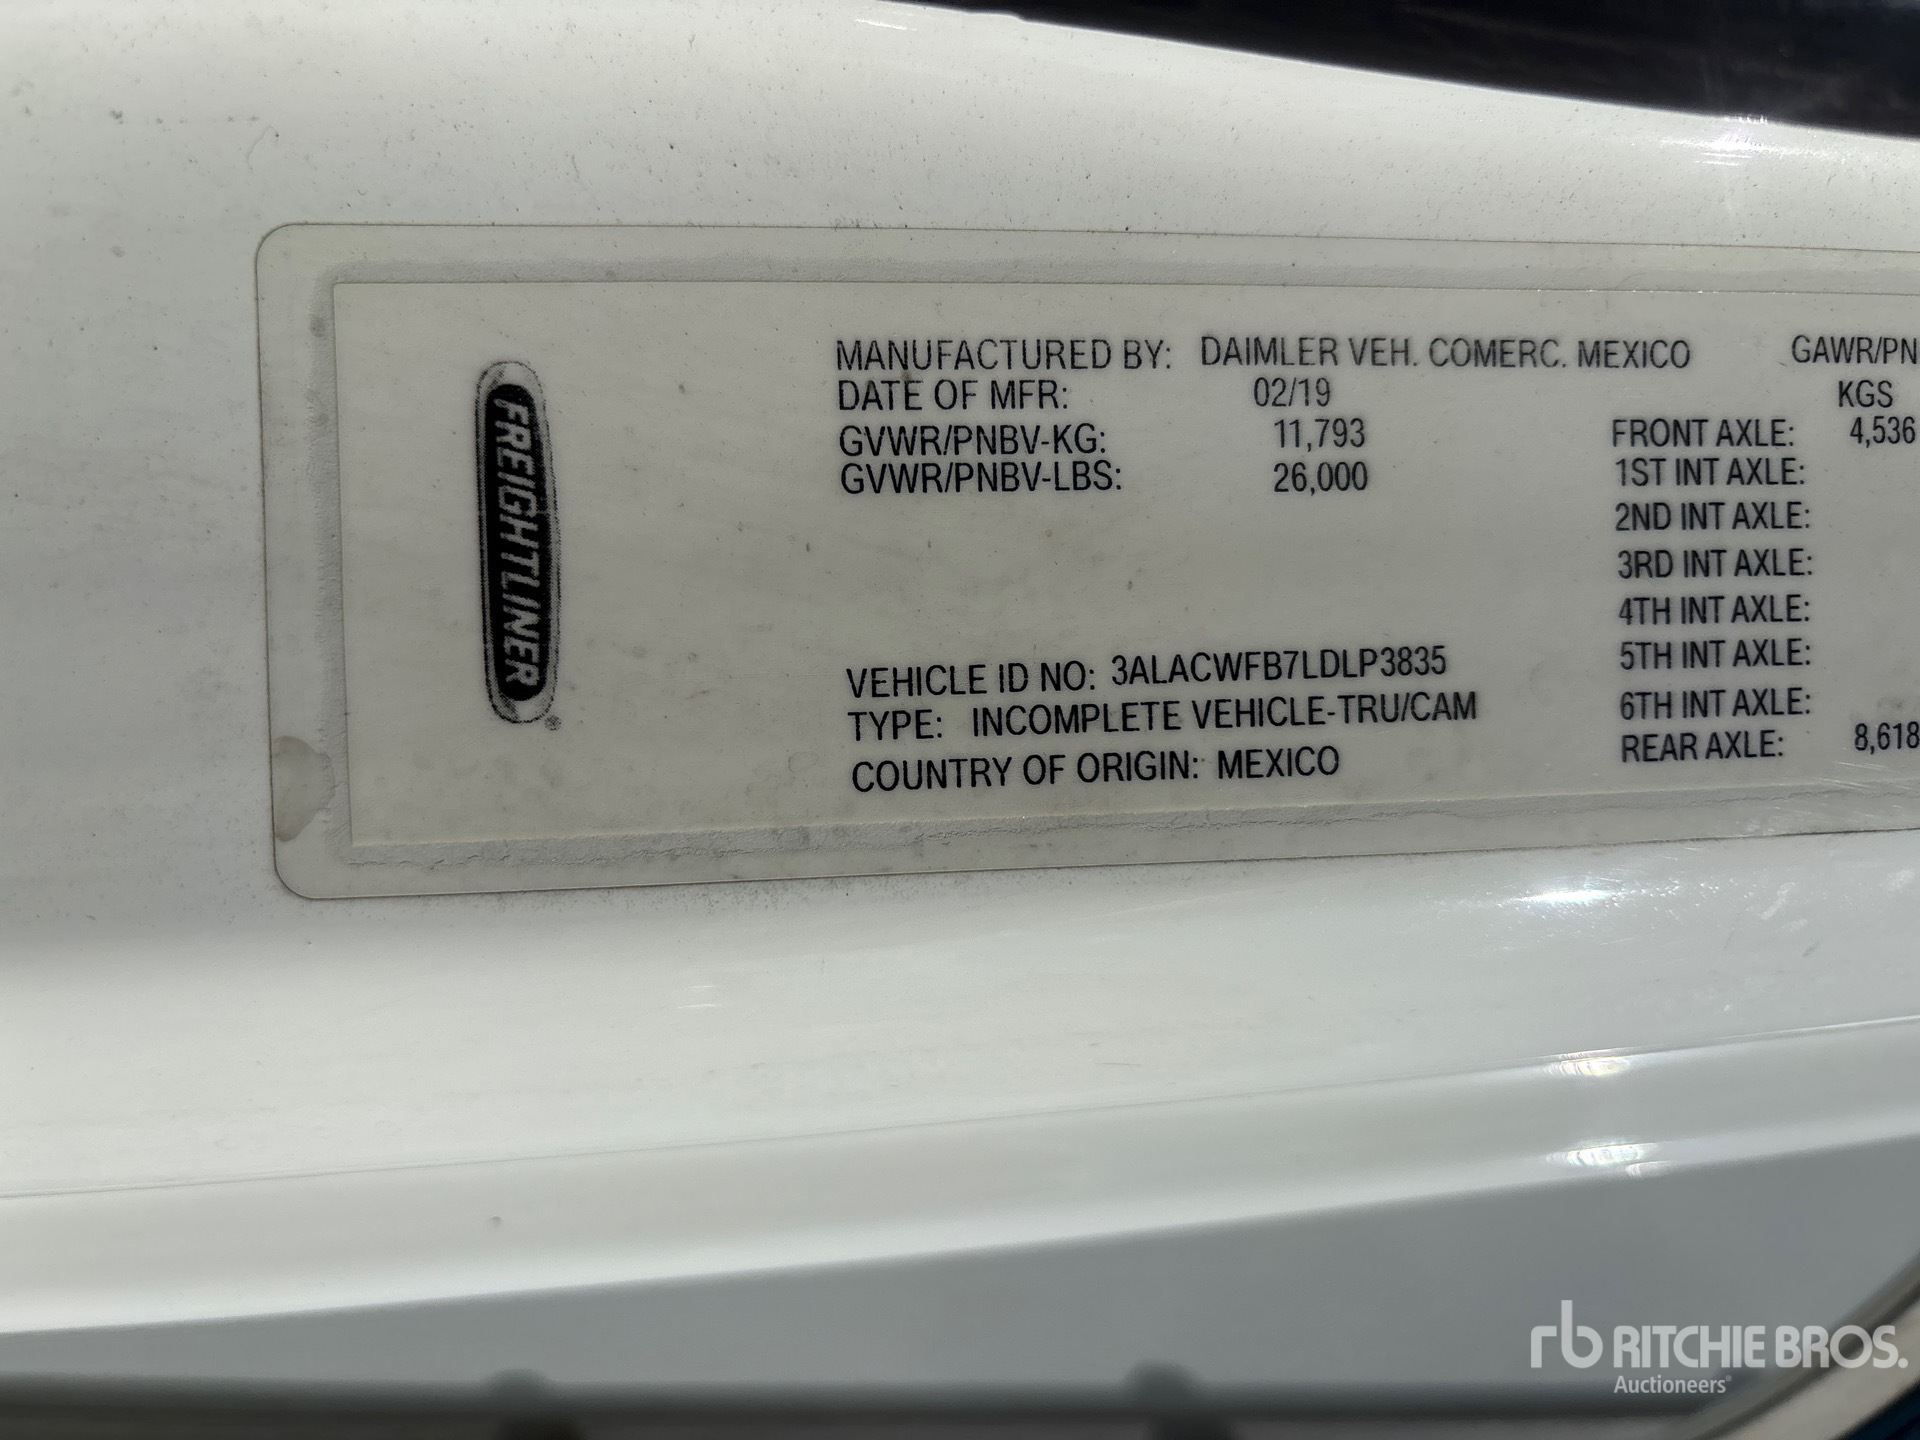 FREIGHTLINER®
MANUFACTURED BY: DAIMLER VEH. COMERC. MEXICO
DATE OF MFR: 02/19
GVWR/PNBV-KG: 11,793
GVWR/PNBV-LBS: 26,000
VEHICLE ID NO: 3ALACWFB7LDLP3835
TYPE: INCOMPLETE VEHICLE-TRU/CAM
COUNTRY OF ORIGIN: MEXICO
GAWR/PN
KGS
FRONT AXLE: 4,536
1ST INT AXLE:
2ND INT AXLE:
3RD INT AXLE:
4TH INT AXLE:
5TH INT AXLE:
6TH INT AXLE:
REAR AXLE: 8,618
rb RITCHIE BROS.
Auctioneers®